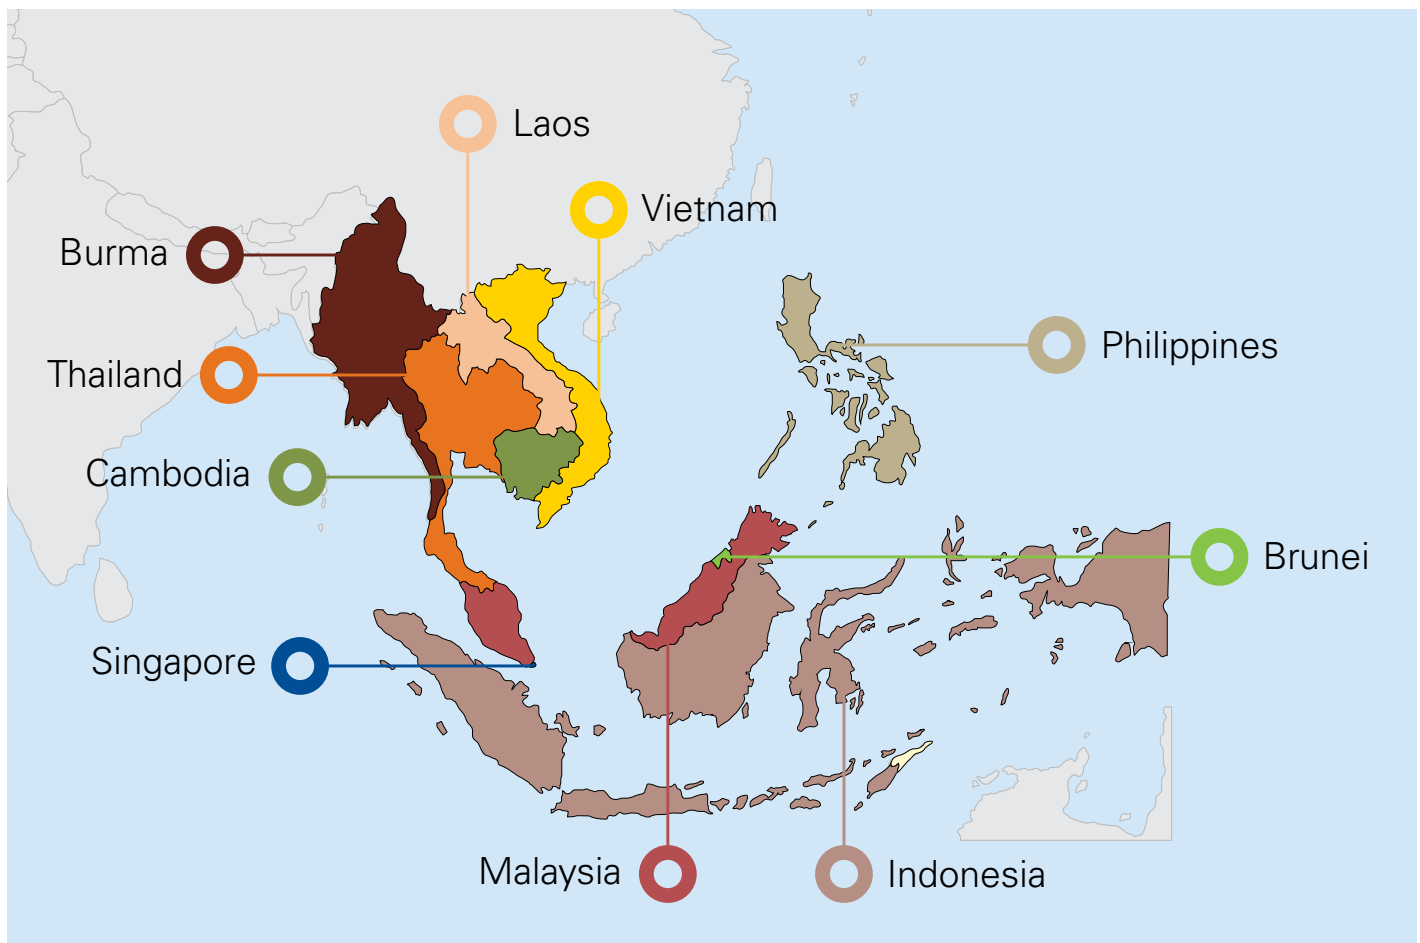 Laos
Vietnam
Burma
Philippines
Thailand
Cambodia
Brunei
Singapore
Malaysia
Indonesia